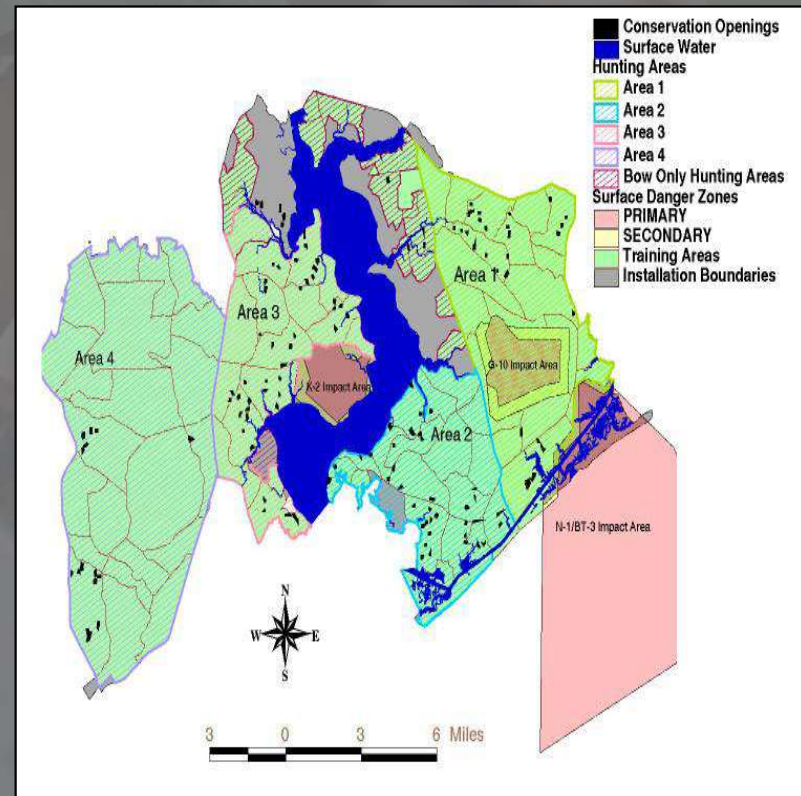 Conservation Openings
Surface Water
Hunting Areas
Area 1
Area 2
Area 3
Area 4
Bow Only Hunting Areas
Surface Danger Zones
PRIMARY
SECONDARY
Training Areas
Installation Boundaries
Area 1
Area 3
Area 4
G-10 Impact Area
K-2 Impact Area
Area 2
N-1/BT-3 Impact Area
N
W E
S
3 0 3 6 Miles